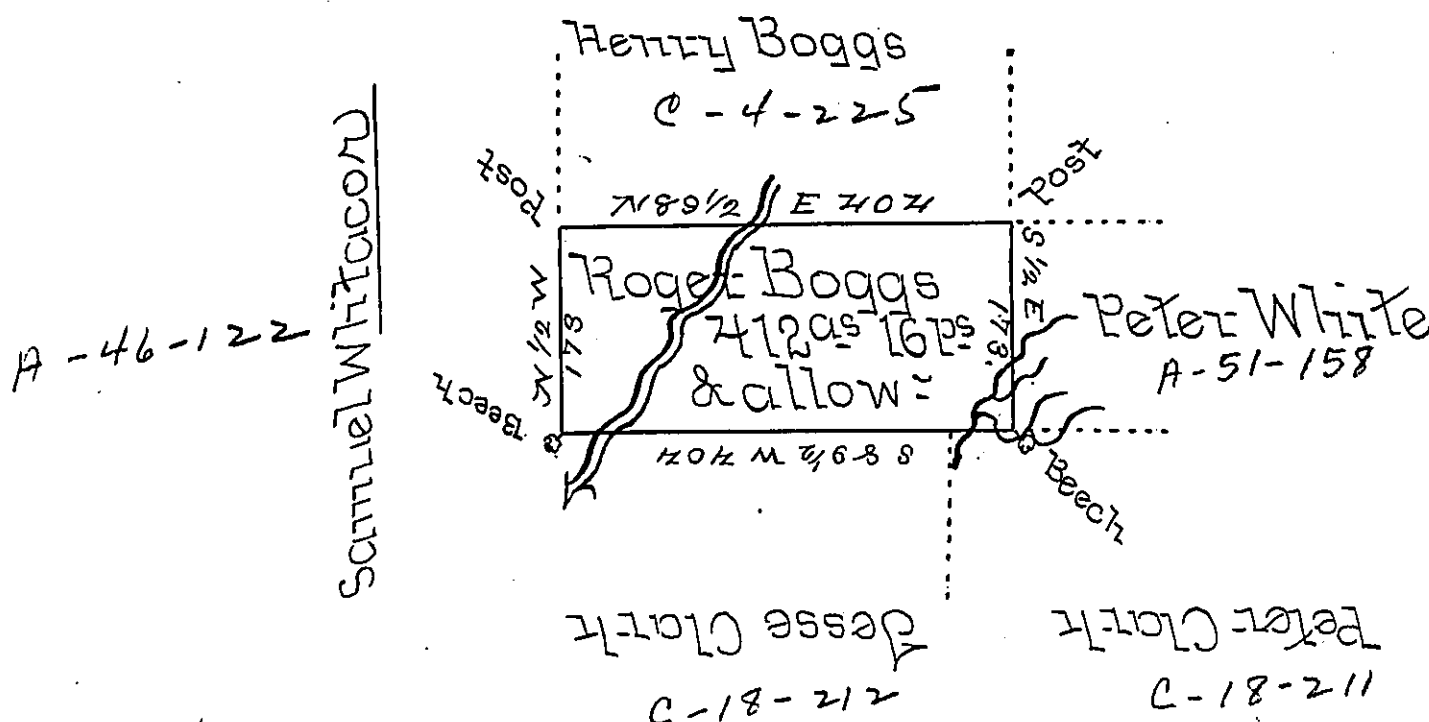 Henry Boggs
C-4-225
Post
Post
N 89 1/2 E 404
Samuel Whitacor
A-46-122
N 1/2 W
173
Roger Boggs
412as 16ps
& allow=
S 1/2 E
173.
Peter White
A-51-158
Beech
S 89 1/2 W 404
Beech
Jesse Clark
C-18-212
Peter Clark
C-18-211